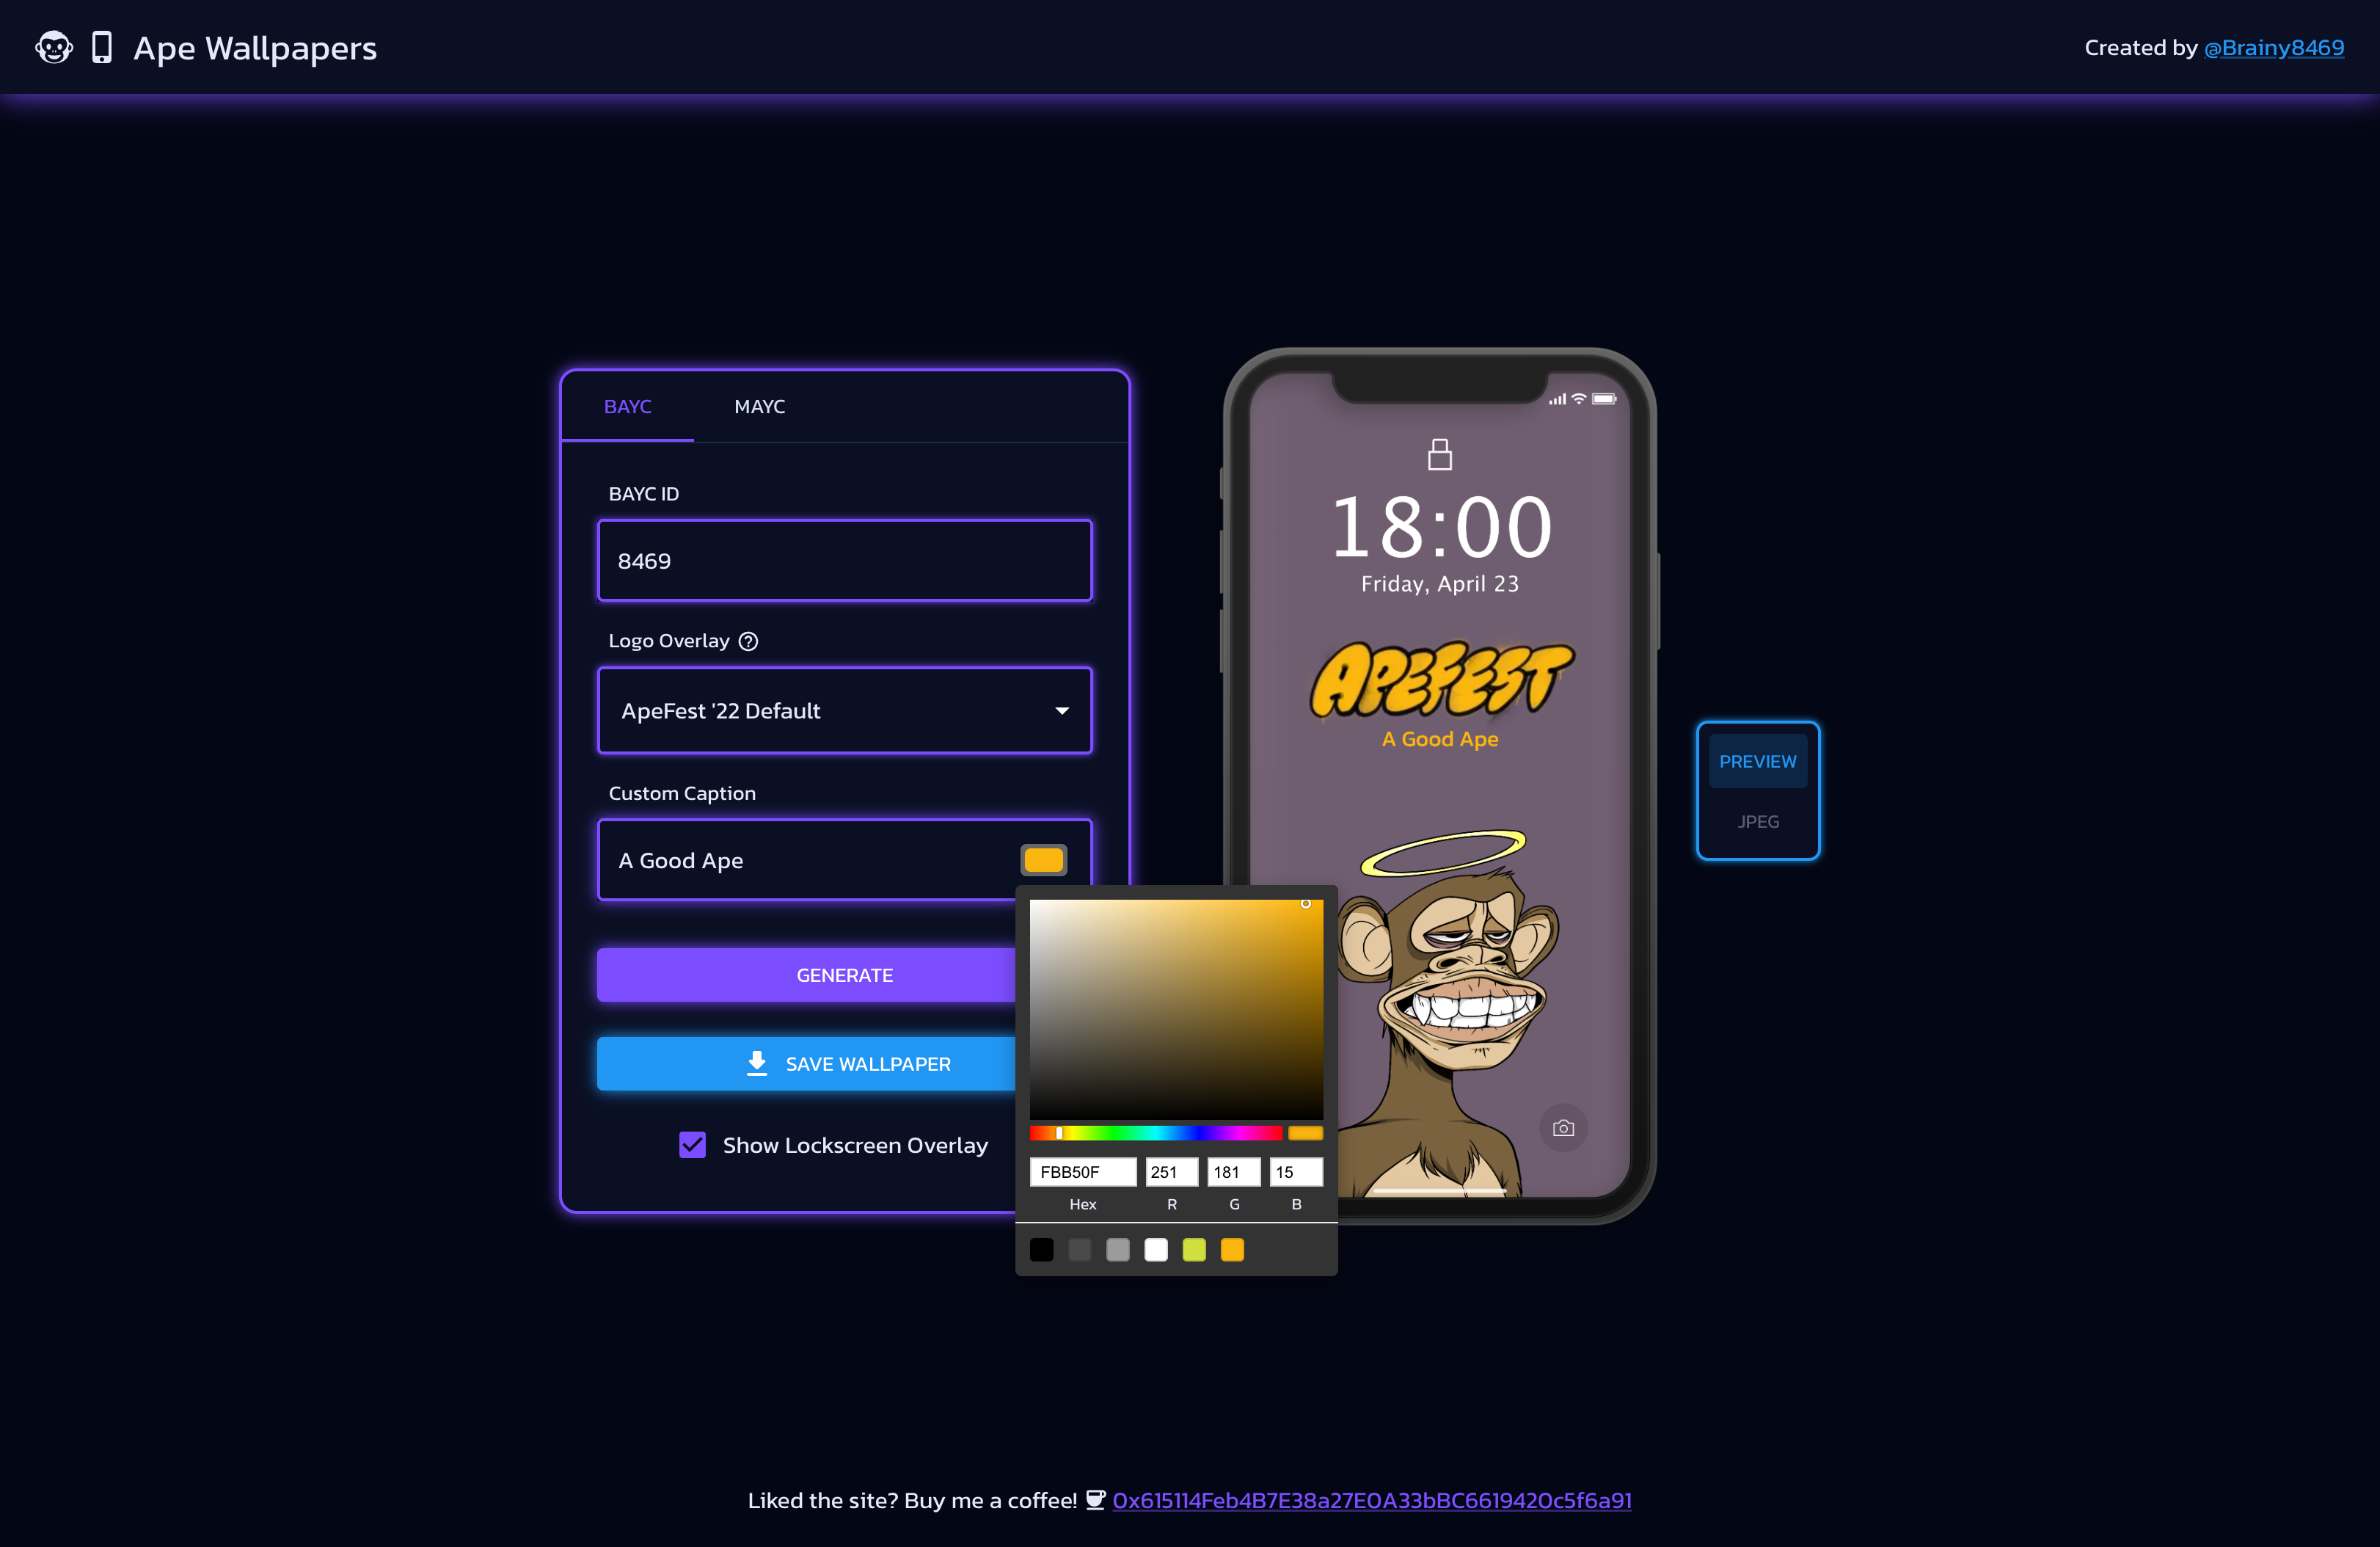 Ape Wallpapers
Created by @Brainy8469
BAYC
MAYC
BAYC ID
8469
Logo Overlay
ApeFest '22 Default
Custom Caption
A Good Ape
GENERATE
SAVE WALLPAPER
Show Lockscreen Overlay
18:00
Friday, April 23
APEFEST
A Good Ape
PREVIEW
JPEG
FBB50F 251 181 15
Hex R G B
Liked the site? Buy me a coffee! 0x615114Feb4B7E38a27E0A33bBC6619420c5f6a91